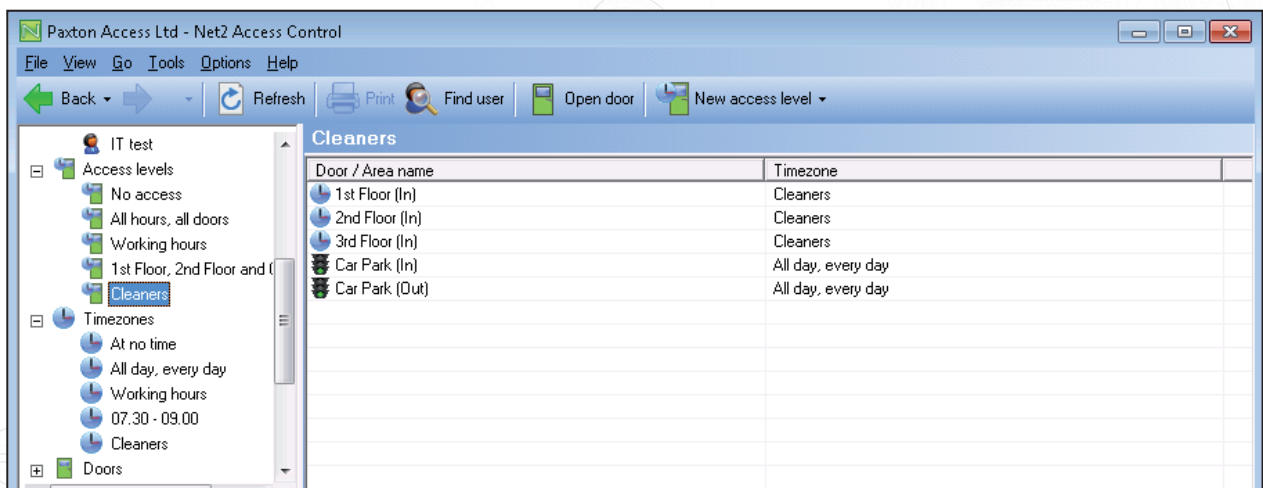 Paxton Access Ltd - Net2 Access Control
File View Go Tools Options Help
Back Refresh Print Find user Open door New access level
IT test
Access levels
No access
All hours, all doors
Working hours
1st Floor, 2nd Floor and
Cleaners
Timezones
At no time
All day, every day
Working hours
07.30 - 09.00
Cleaners
Doors
Cleaners
Door / Area name Timezone
1st Floor (In) Cleaners
2nd Floor (In) Cleaners
3rd Floor (In) Cleaners
Car Park (In) All day, every day
Car Park (Out) All day, every day